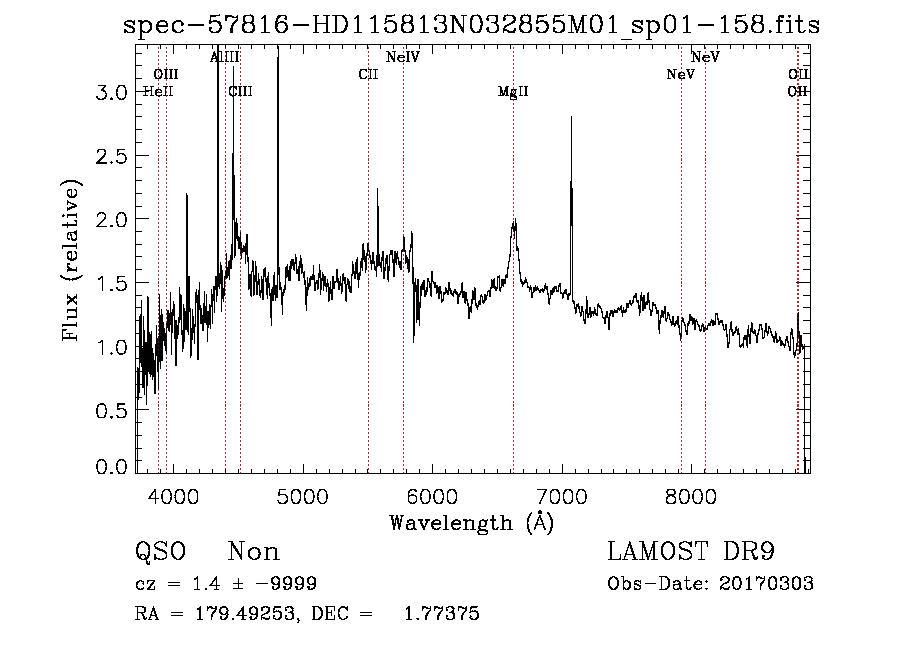 spec-57816-HD115813N032855M01_sp01-158.fits
AlIII NeIV NeV
OIII CII NeV OII
HeII CIII MgII OII
3.0
2.5
2.0
1.5
1.0
0.5
0.0
Flux (relative)
4000 5000 6000 7000 8000
Wavelength (Å)
QSO Non LAMOST DR9
cz = 1.4 ± -9999 Obs-Date: 20170303
RA = 179.49253, DEC = 1.77375